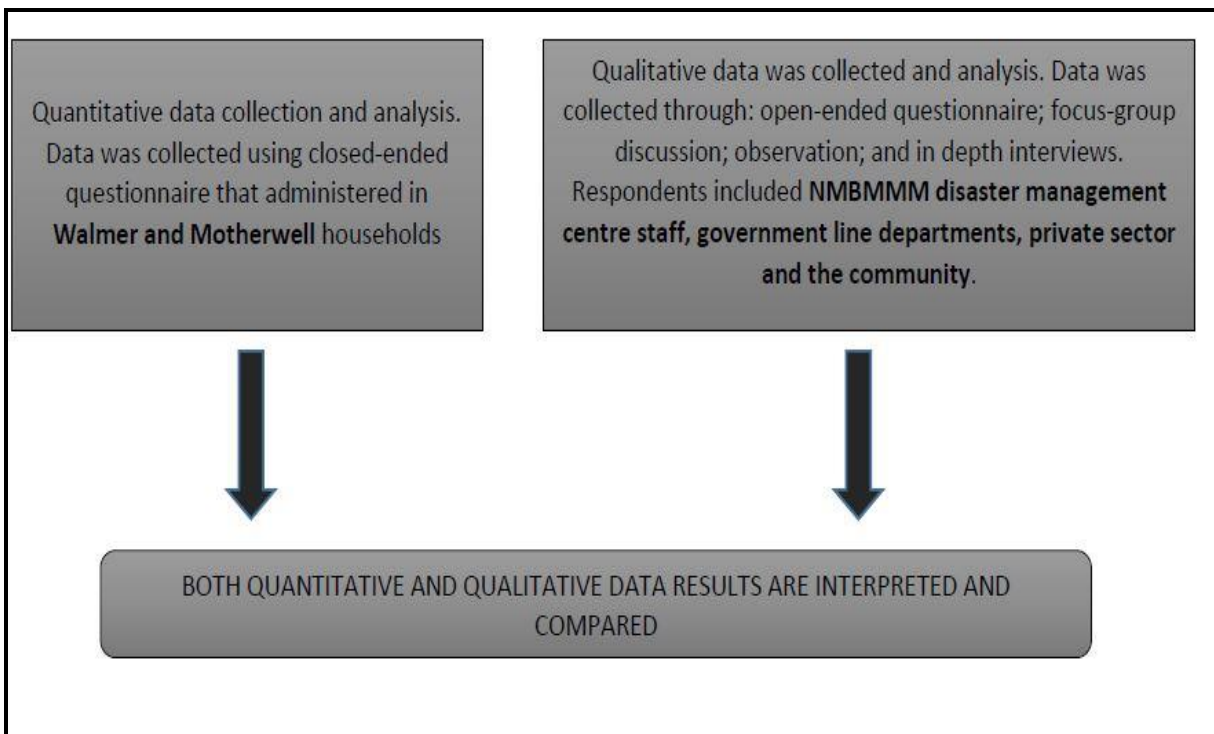 Quantitative data collection and analysis.
Data was collected using closed-ended
questionnaire that administered in
Walmer and Motherwell households
Qualitative data was collected and analysis. Data was
collected through: open-ended questionnaire; focus-group
discussion; observation; and in depth interviews.
Respondents included NMBMMM disaster management
centre staff, government line departments, private sector
and the community.
BOTH QUANTITATIVE AND QUALITATIVE DATA RESULTS ARE INTERPRETED AND
COMPARED